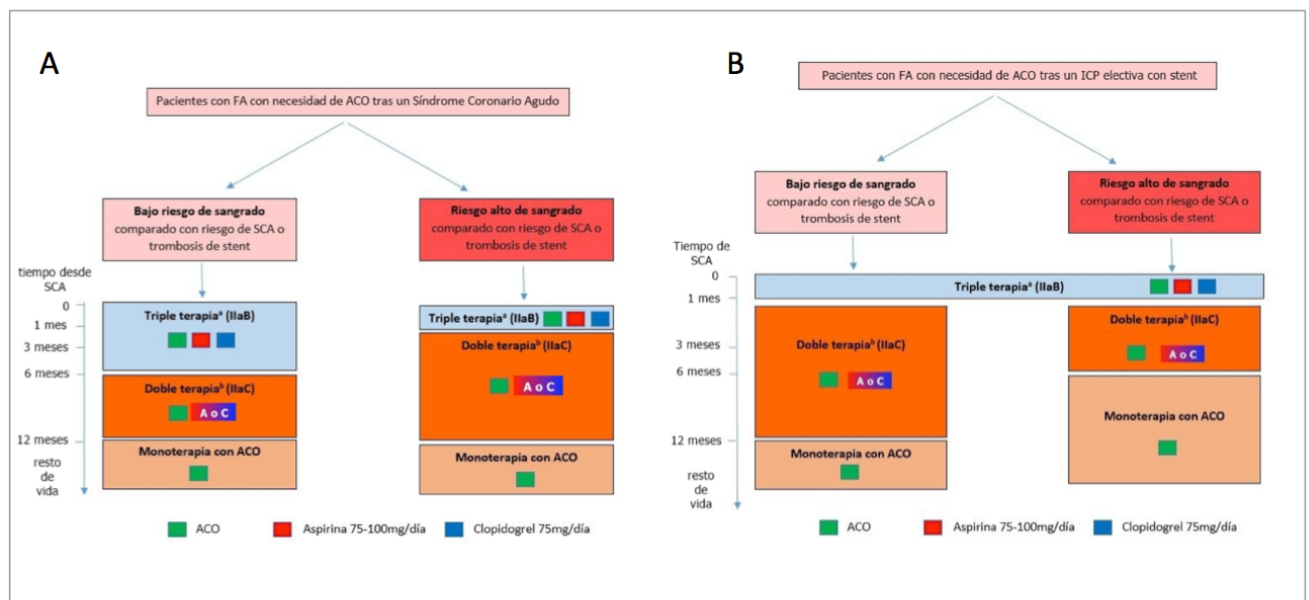 A
Pacientes con FA con necesidad de ACO tras un Síndrome Coronario Agudo
Bajo riesgo de sangrado
comparado con riesgo de SCA o
trombosis de stent
Riesgo alto de sangrado
comparado con riesgo de SCA o
trombosis de stent
tiempo desde
SCA
0
1 mes
3 meses
6 meses
12 meses
resto
de
vida
Triple terapiaª (IIaB)
Doble terapiaᵇ (IIaC)
A o C
Monoterapia con ACO
Triple terapiaª (IIaB)
Doble terapiaᵇ (IIaC)
A o C
Monoterapia con ACO
ACO
Aspirina 75-100mg/día
Clopidogrel 75mg/día
B
Pacientes con FA con necesidad de ACO tras un ICP electiva con stent
Bajo riesgo de sangrado
comparado con riesgo de SCA o
trombosis de stent
Riesgo alto de sangrado
comparado con riesgo de SCA o
trombosis de stent
Tiempo de
SCA
0
1 mes
3 meses
6 meses
12 meses
resto
de
vida
Triple terapiaª (IIaB)
Doble terapiaᵇ (IIaC)
A o C
Monoterapia con ACO
Doble terapiaᵇ (IIaC)
A o C
Monoterapia con ACO
ACO
Aspirina 75-100mg/día
Clopidogrel 75mg/día